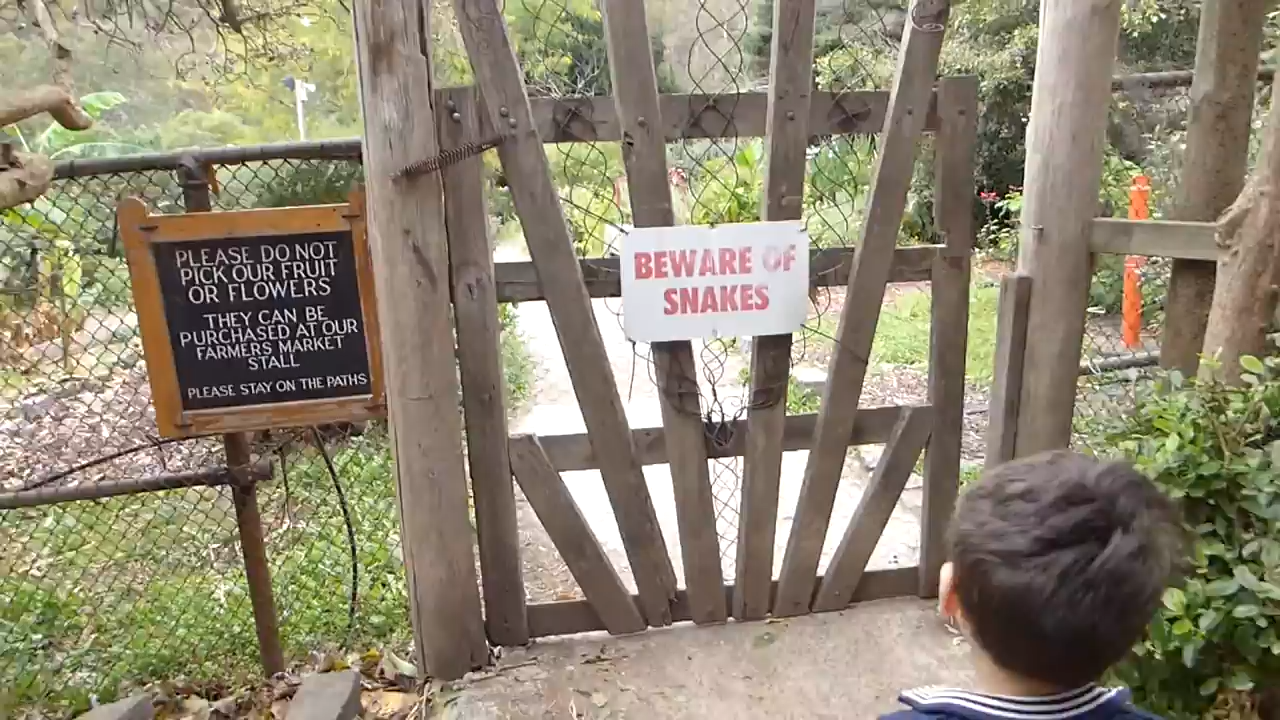 PLEASE DO NOT
PICK OUR FRUIT
OR FLOWERS
THEY CAN BE
PURCHASED AT OUR
FARMERS MARKET
STALL
PLEASE STAY ON THE PATHS
BEWARE OF
SNAKES